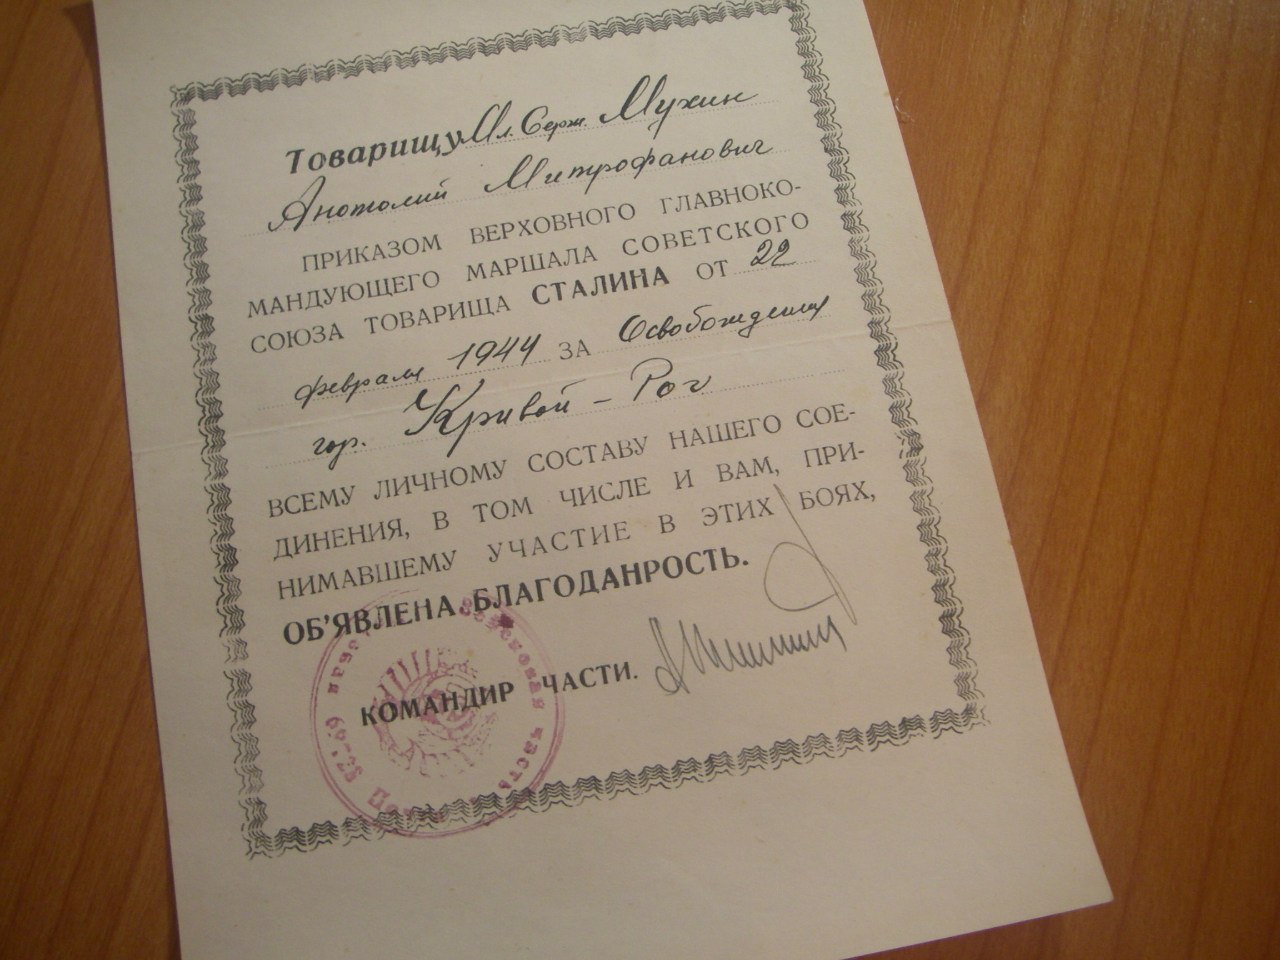 Товарищу Мл. Серж. Мухин
Анатолий Митрофанович
ПРИКАЗОМ ВЕРХОВНОГО ГЛАВНОКО-
МАНДУЮЩЕГО МАРШАЛА СОВЕТСКОГО
СОЮЗА ТОВАРИЩА СТАЛИНА ОТ 22
февраля 1944 ЗА Освобождение
гор. Кривой-Рог
ВСЕМУ ЛИЧНОМУ СОСТАВУ НАШЕГО СОЕ-
ДИНЕНИЯ, В ТОМ ЧИСЛЕ И ВАМ, ПРИ-
НИМАВШЕМУ УЧАСТИЕ В ЭТИХ БОЯХ,
ОБ'ЯВЛЕНА БЛАГОДАНРОСТЬ.
КОМАНДИР ЧАСТИ.
Войсковая часть